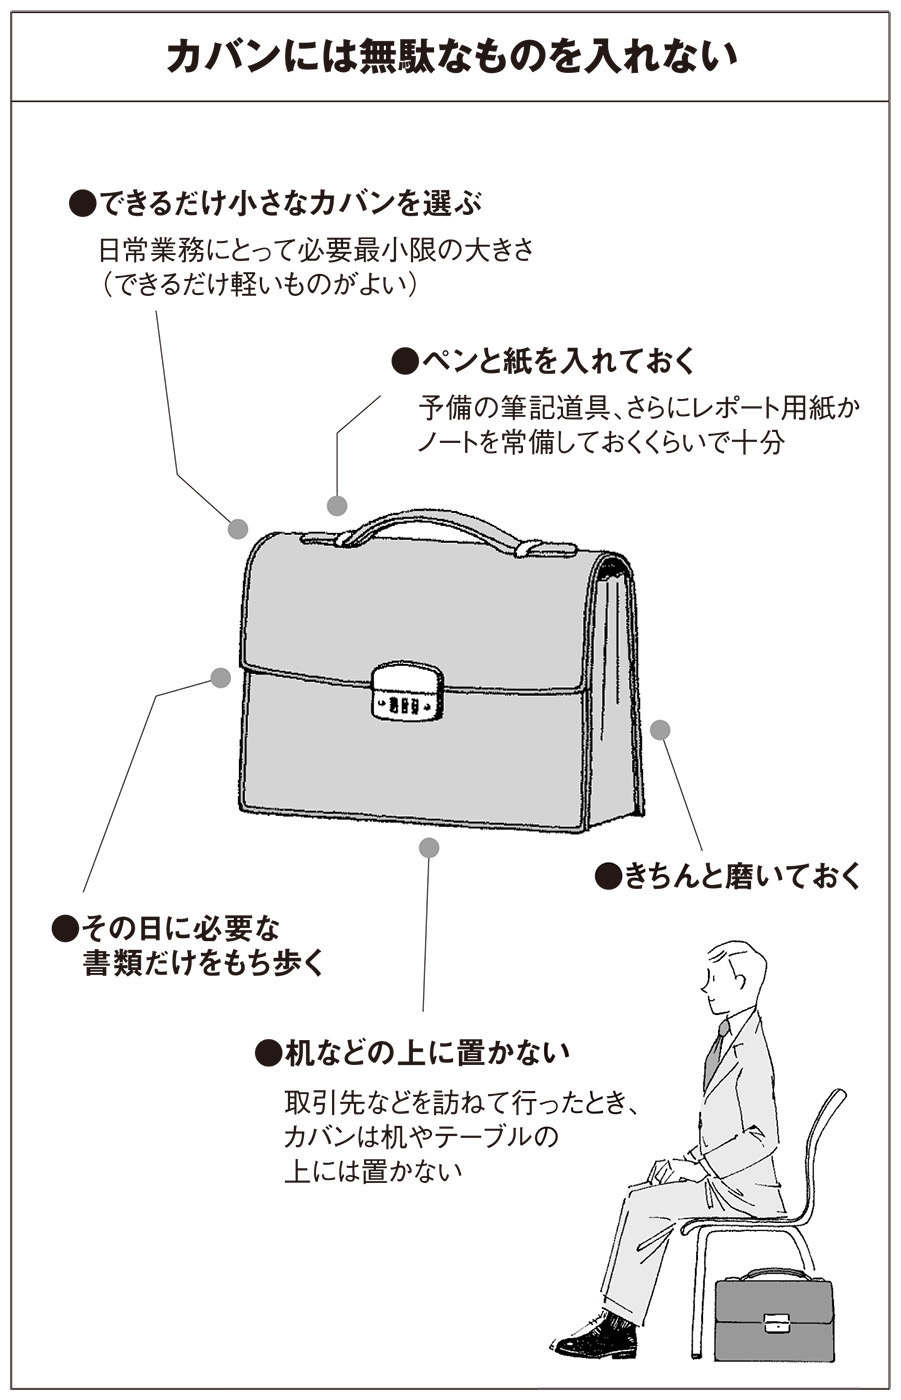 カバンには無駄なものを入れない
●できるだけ小さなカバンを選ぶ
日常業務にとって必要最小限の大きさ
（できるだけ軽いものがよい）
●ペンと紙を入れておく
予備の筆記道具、さらにレポート用紙か
ノートを常備しておくくらいで十分
●きちんと磨いておく
●その日に必要な
書類だけをもち歩く
●机などの上に置かない
取引先などを訪ねて行ったとき、
カバンは机やテーブルの
上には置かない